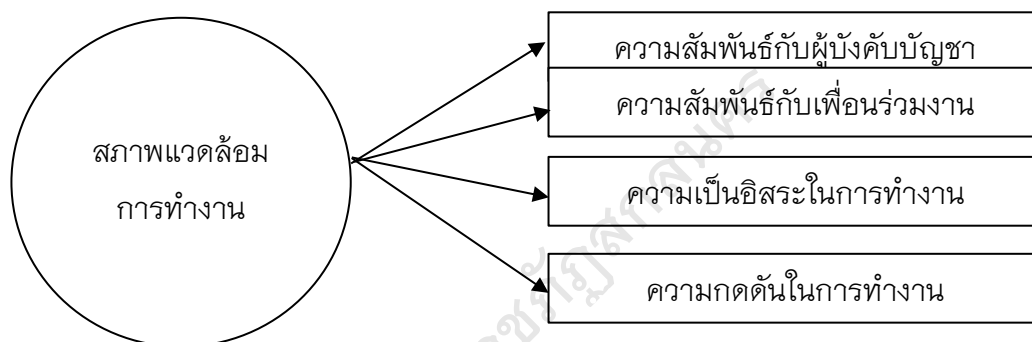 ความสัมพันธ์กับผู้บังคับบัญชา
ความสัมพันธ์กับเพื่อนร่วมงาน
สภาพแวดล้อม
การทำงาน
ความเป็นอิสระในการทำงาน
ความกดดันในการทำงาน